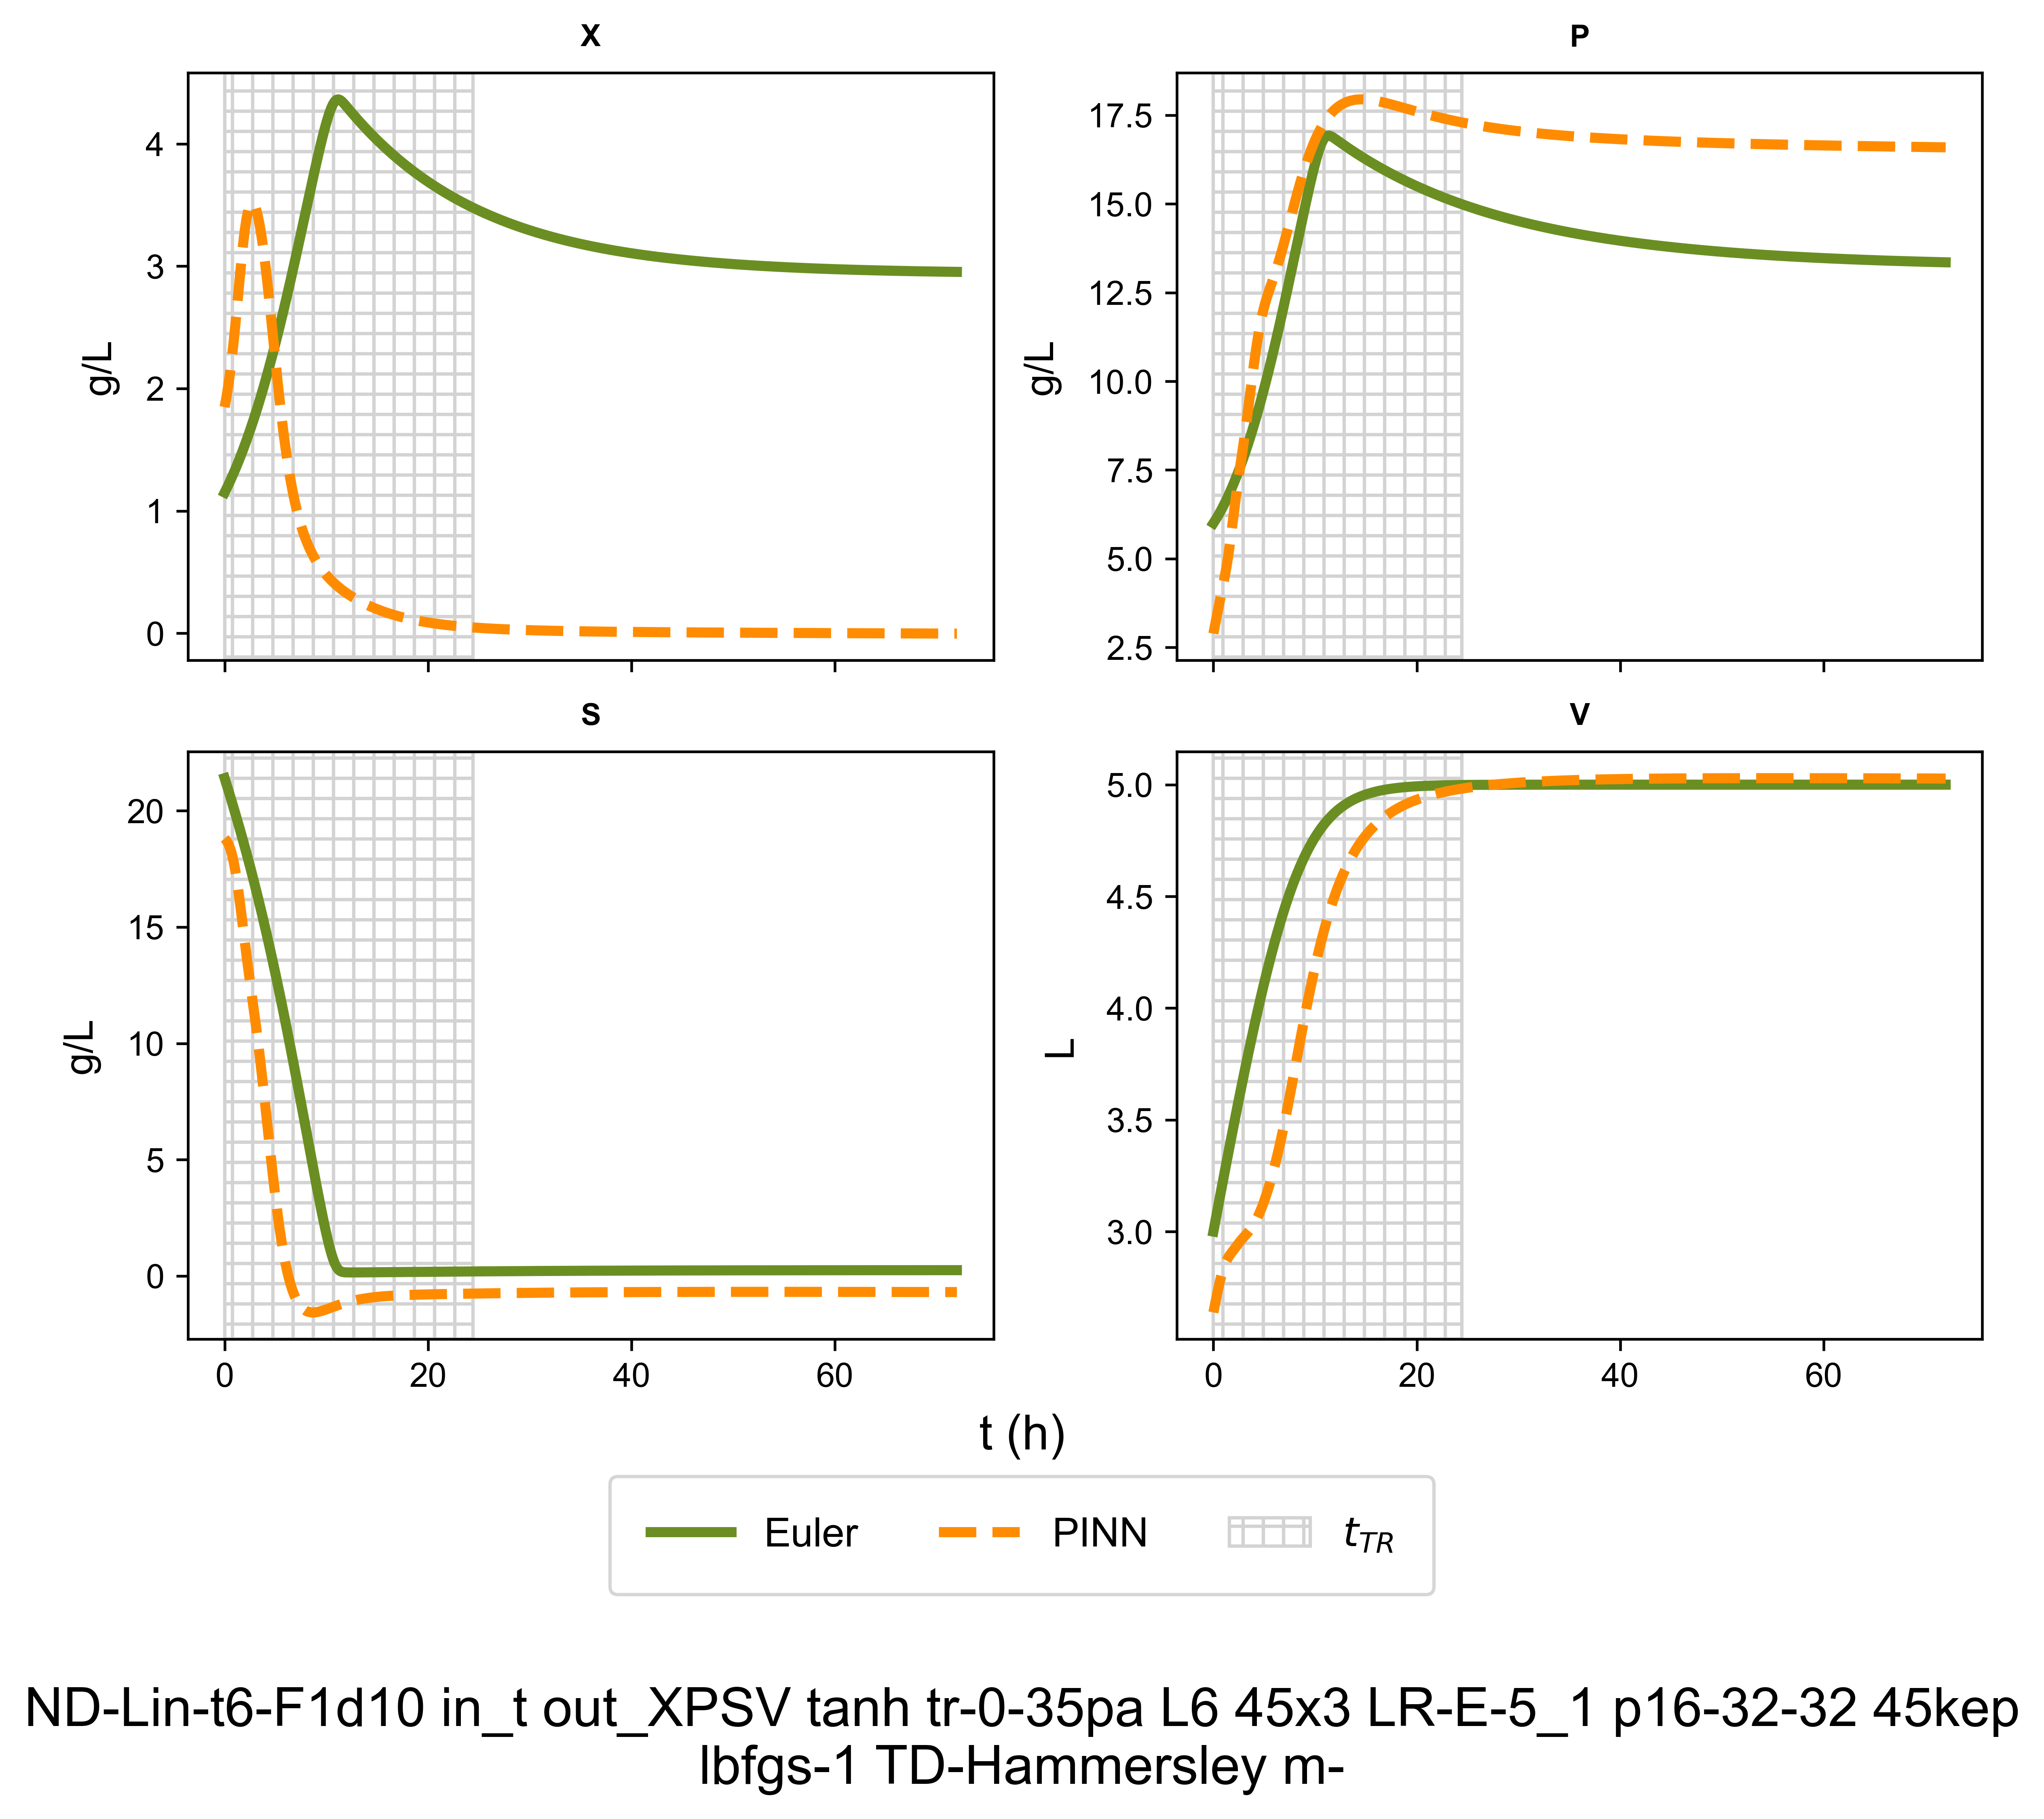 X
P
4
3
2
1
0
g/L
17.5
15.0
12.5
10.0
7.5
5.0
2.5
g/L
S
V
20
15
10
5
0
g/L
5.0
4.5
4.0
3.5
3.0
L
0 20 40 60
0 20 40 60
t (h)
Euler PINN t_TR
ND-Lin-t6-F1d10 in_t out_XPSV tanh tr-0-35pa L6 45x3 LR-E-5_1 p16-32-32 45kep
lbfgs-1 TD-Hammersley m-